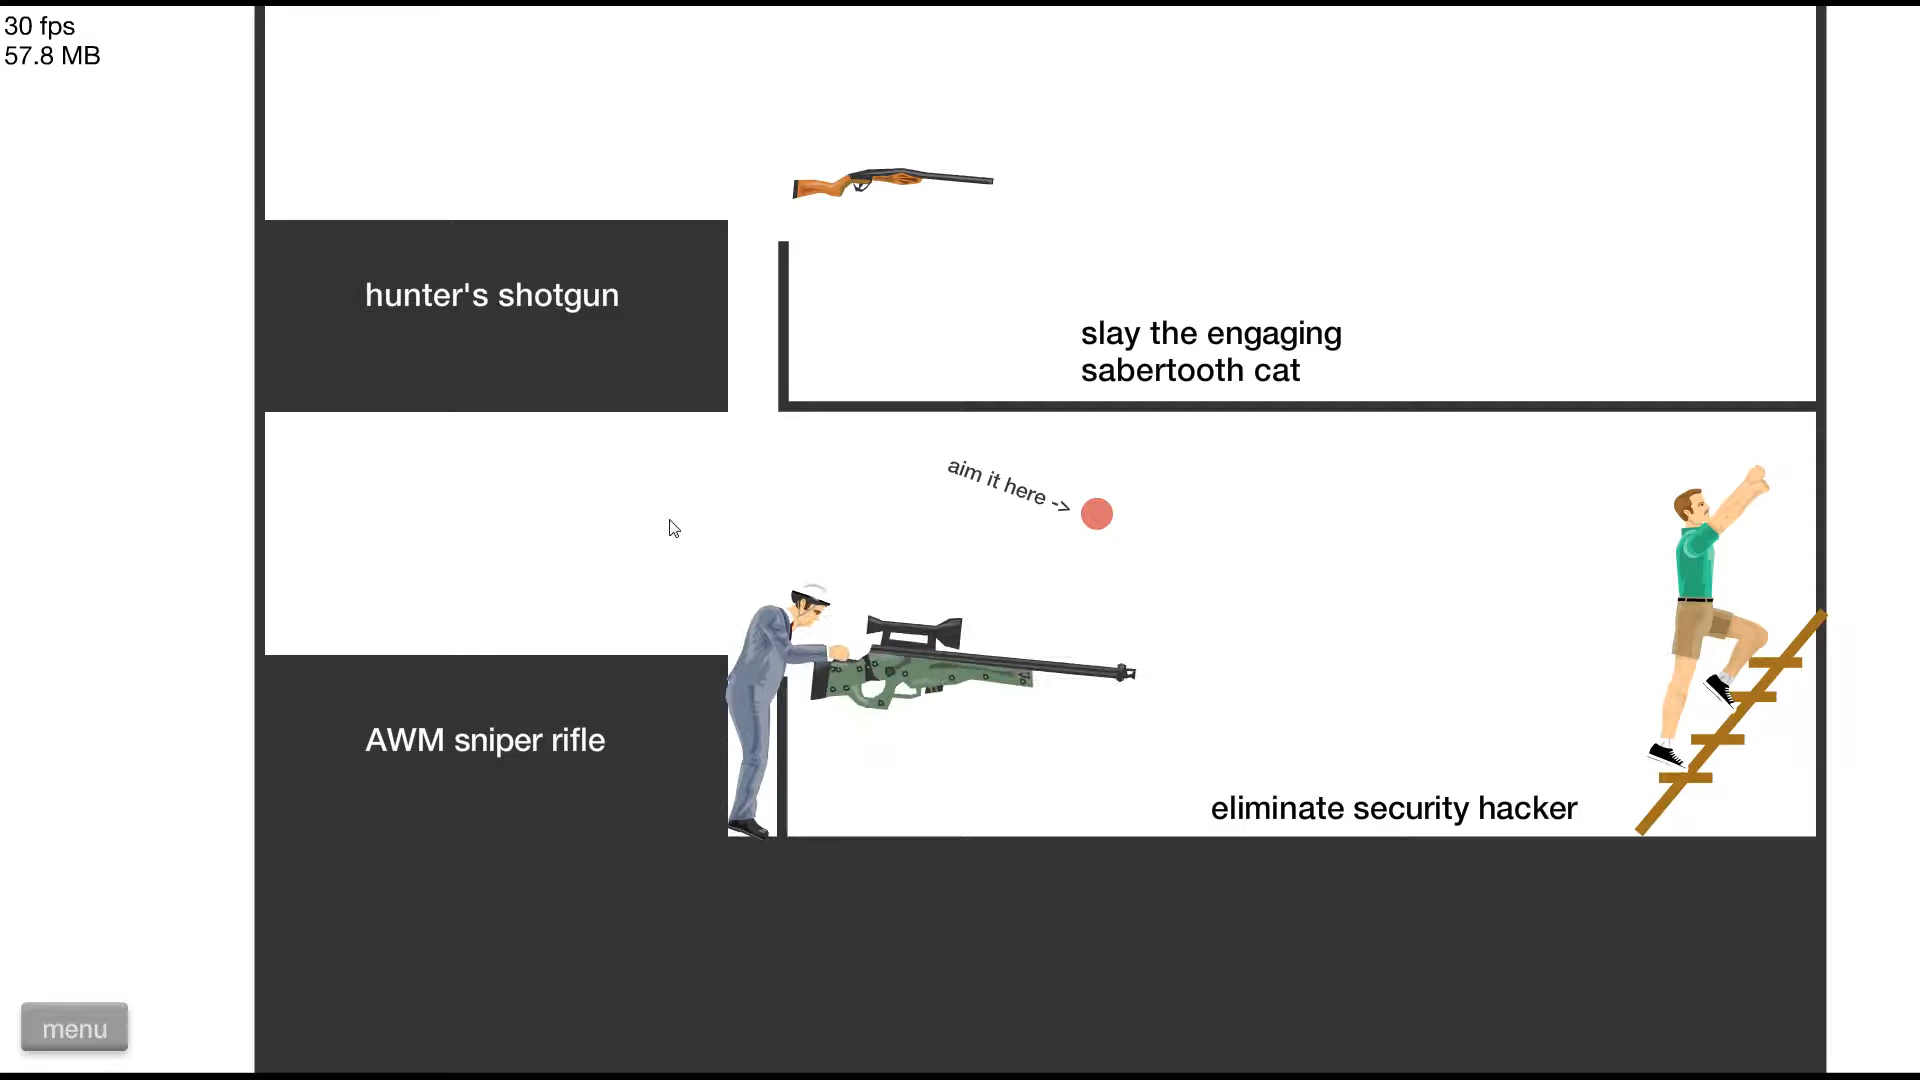 30 fps
57.8 MB
hunter's shotgun
slay the engaging
sabertooth cat
aim it here ->
AWM sniper rifle
eliminate security hacker
menu